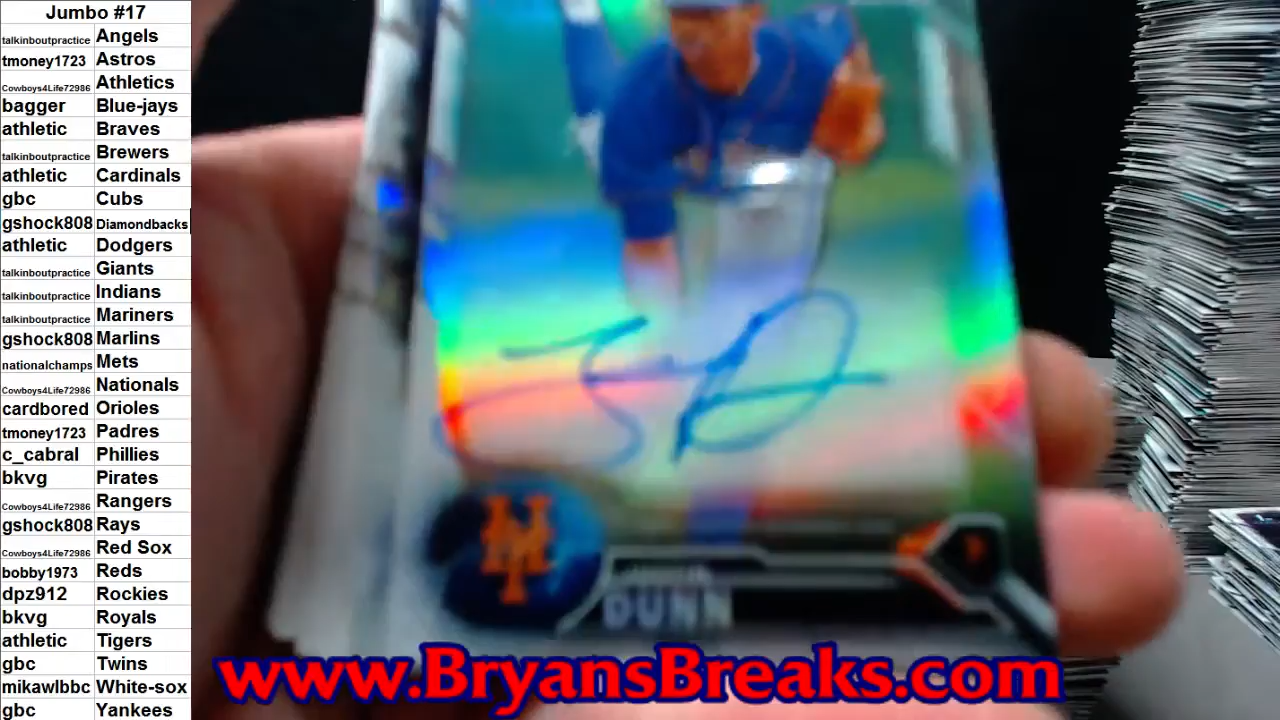 Jumbo #17
talkinboutpractice Angels
tmoney1723 Astros
Cowboys4Life72986 Athletics
bagger Blue-jays
athletic Braves
talkinboutpractice Brewers
athletic Cardinals
gbc Cubs
gshock808 Diamondbacks
athletic Dodgers
talkinboutpractice Giants
talkinboutpractice Indians
talkinboutpractice Mariners
gshock808 Marlins
nationalchamps Mets
Cowboys4Life72986 Nationals
cardbored Orioles
tmoney1723 Padres
c_cabral Phillies
bkvg Pirates
Cowboys4Life72986 Rangers
gshock808 Rays
Cowboys4Life72986 Red Sox
bobby1973 Reds
dpz912 Rockies
bkvg Royals
athletic Tigers
gbc Twins
mikawlbbc White-sox
gbc Yankees
NY
DUNN
P
www.BryansBreaks.com